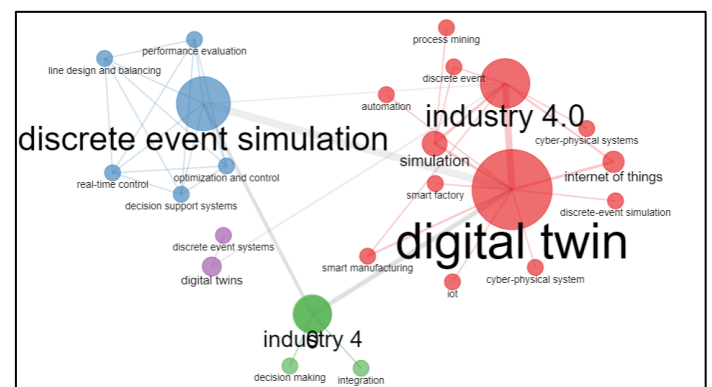 process mining
performance evaluation
line design and balancing
discrete event
automation
industry 4.0
discrete event simulation
cyber-physical systems
simulation
optimization and control
internet of things
real-time control
smart factory
decision support systems
discrete-event simulation
digital twin
discrete event systems
smart manufacturing
digital twins
cyber-physical system
iot
industry 4
0
decision making
integration